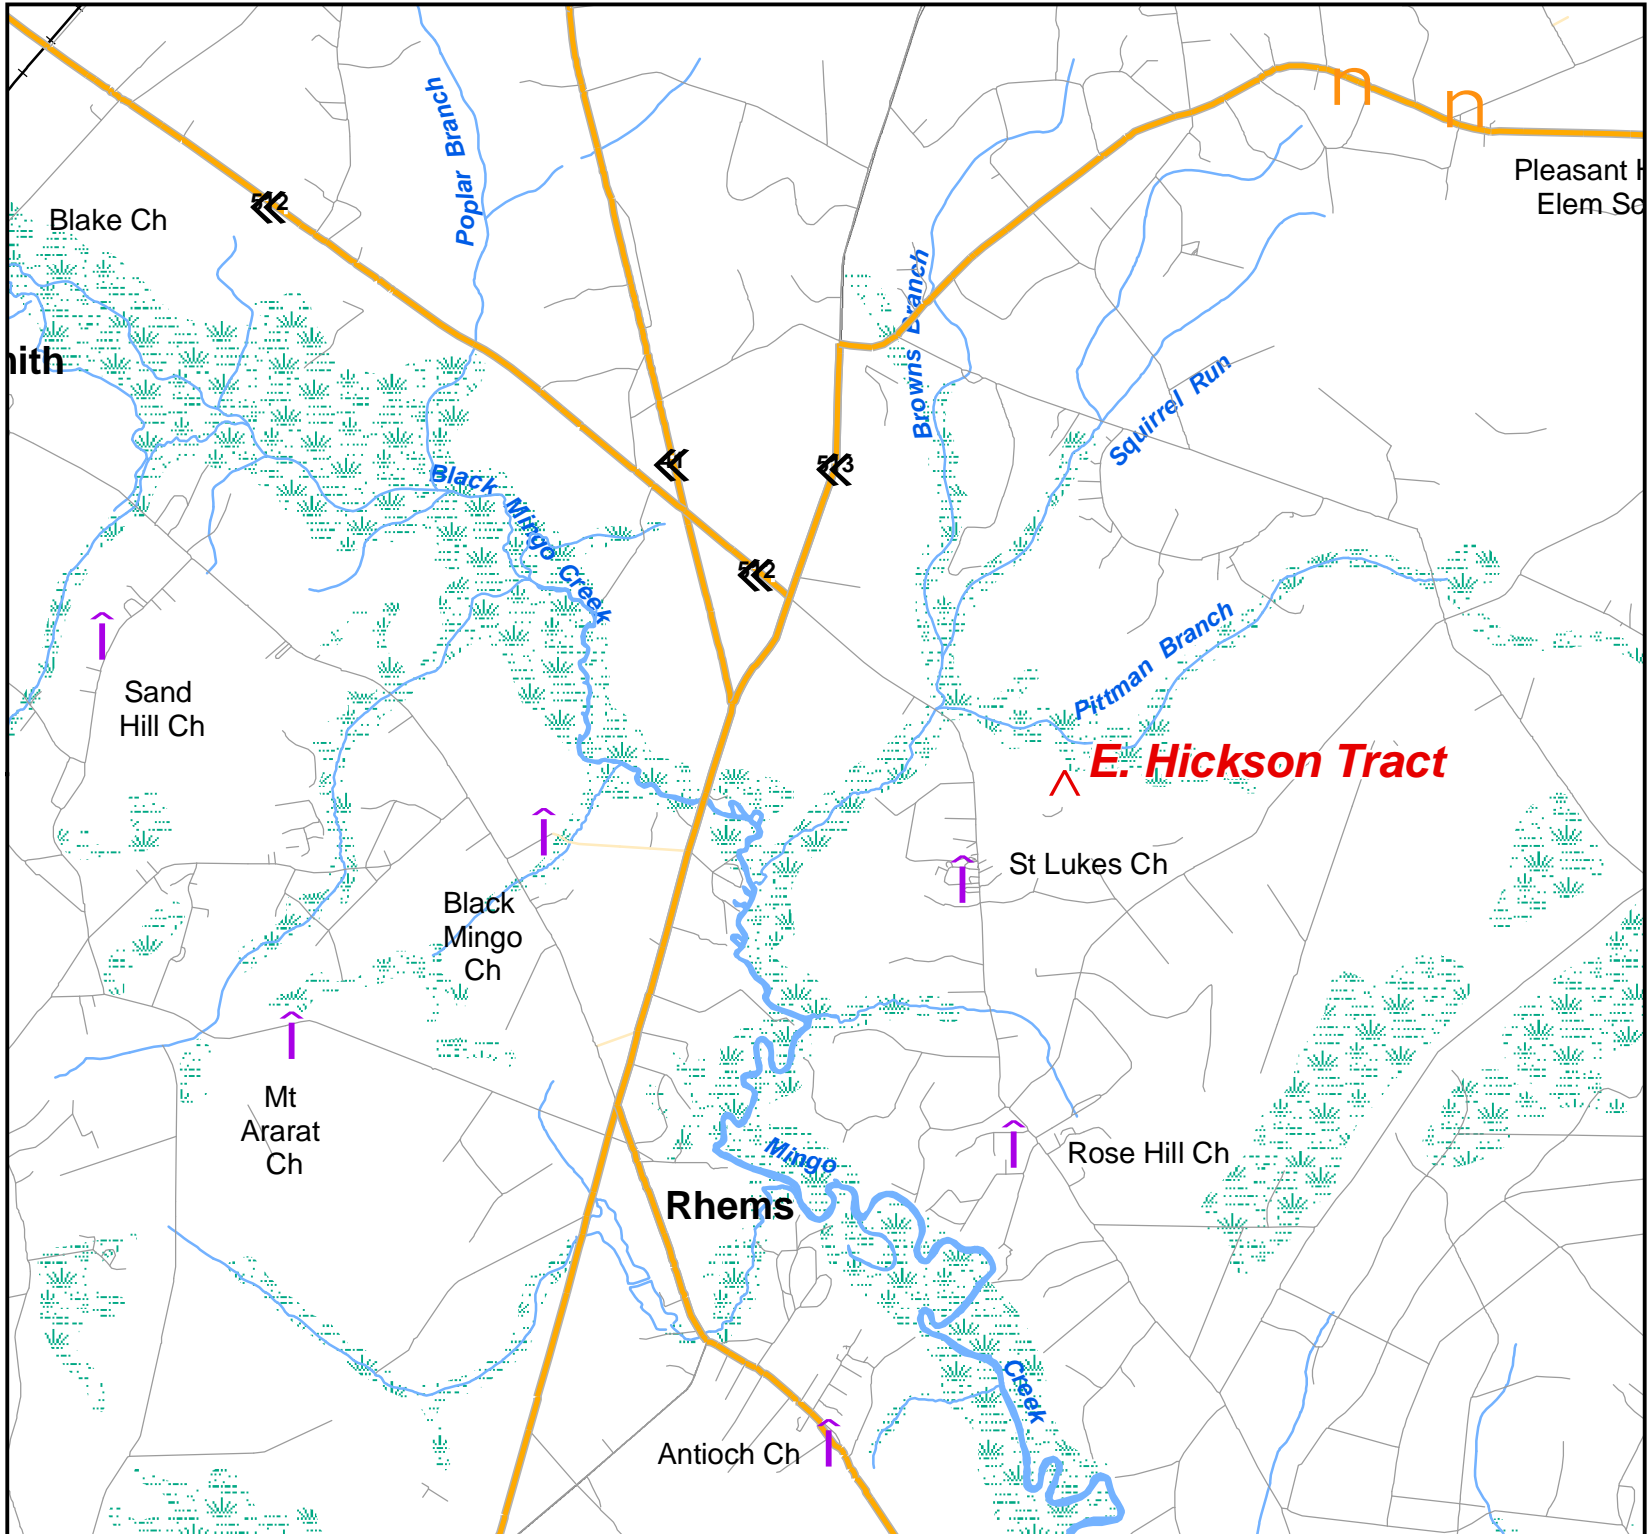 Poplar Branch
Pleasant H
Elem Sc
Blake Ch
Browns Branch
nith
Squirrel Run
Black Mingo Creek
Pittman Branch
Sand
Hill Ch
E. Hickson Tract
St Lukes Ch
Black
Mingo
Ch
Mt
Ararat
Ch
Mingo
Rose Hill Ch
Rhems
Creek
Antioch Ch